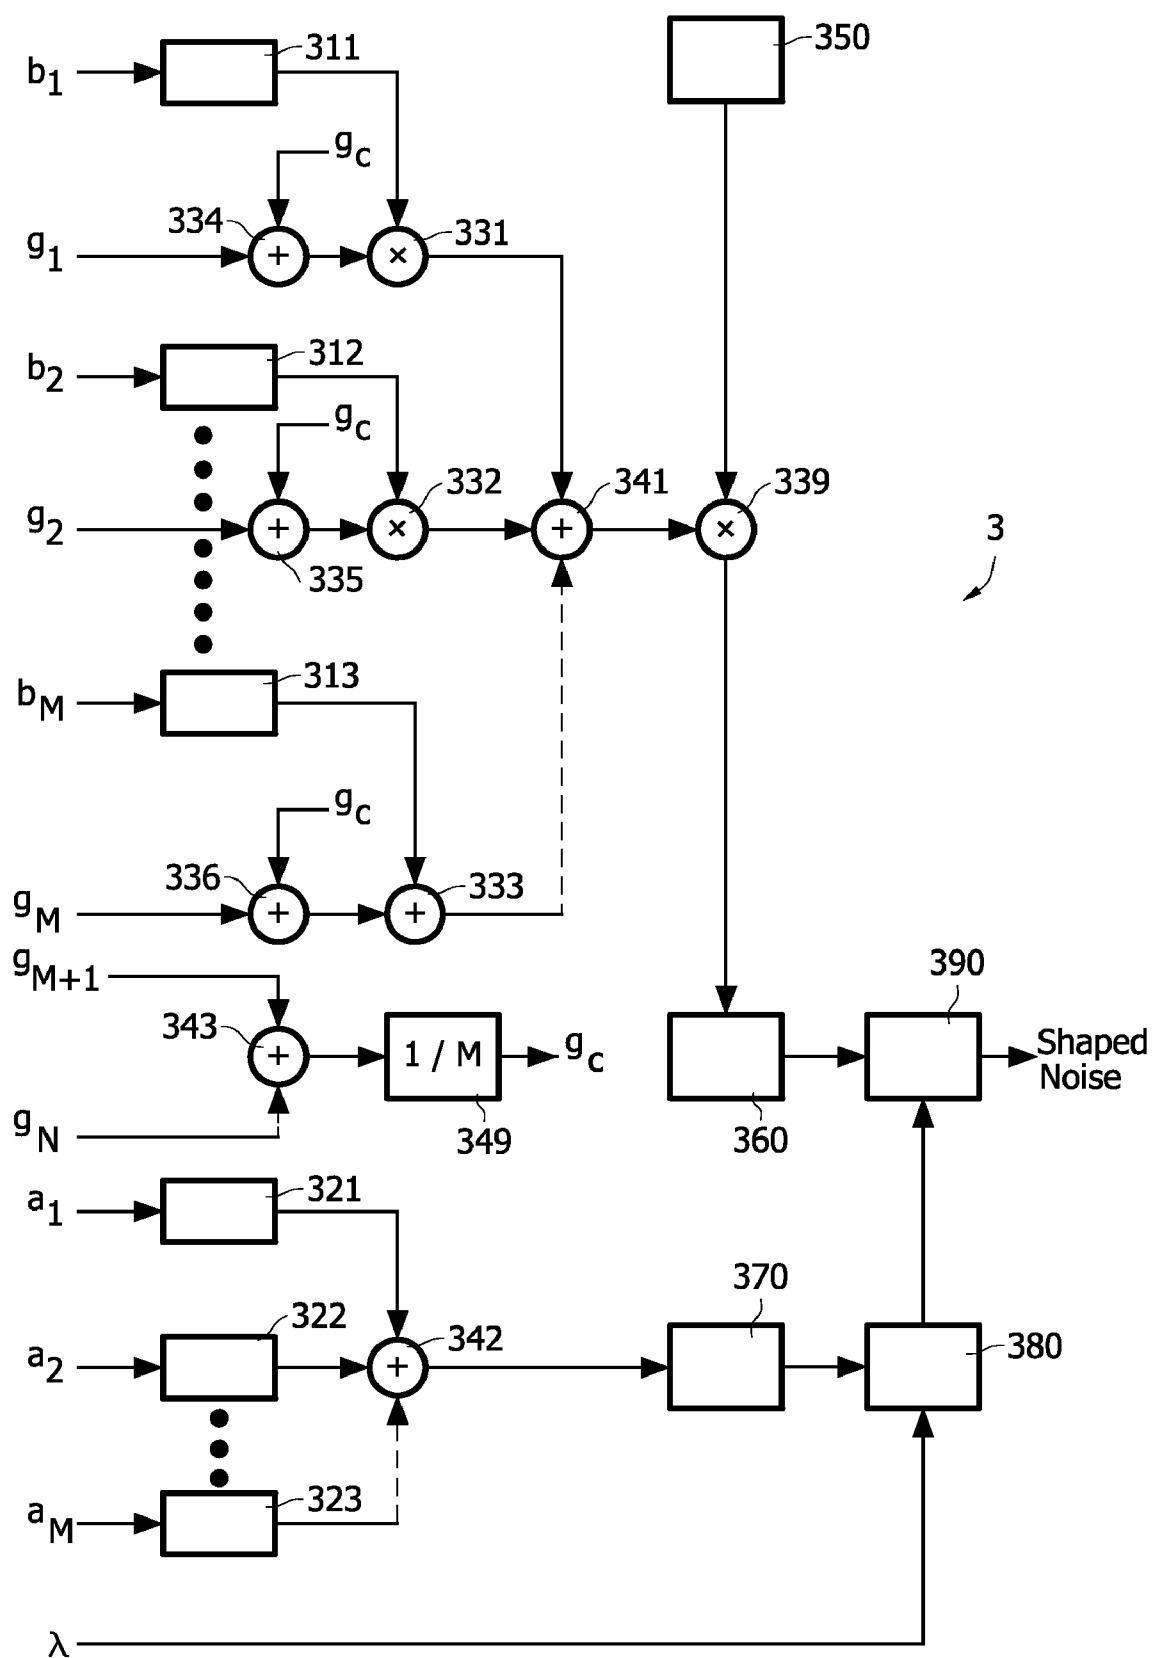 b1
311
350
gc
334
331
g1
+
×
b2
312
gc
332
341
339
g2
+
×
+
×
335
3
bM
313
gc
336
333
gM
+
+
gM+1
390
343
+
1 / M
gc
Shaped
Noise
gN
349
360
a1
321
370
322
342
a2
+
380
aM
323
λ